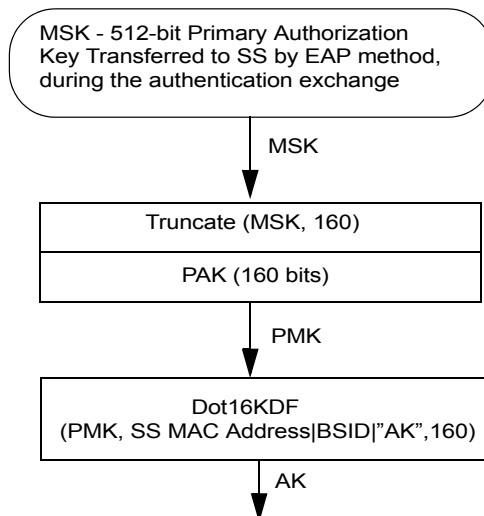 MSK - 512-bit Primary Authorization
Key Transferred to SS by EAP method,
during the authentication exchange
MSK
Truncate (MSK, 160)
PAK (160 bits)
PMK
Dot16KDF
(PMK, SS MAC Address|BSID|”AK”,160)
AK